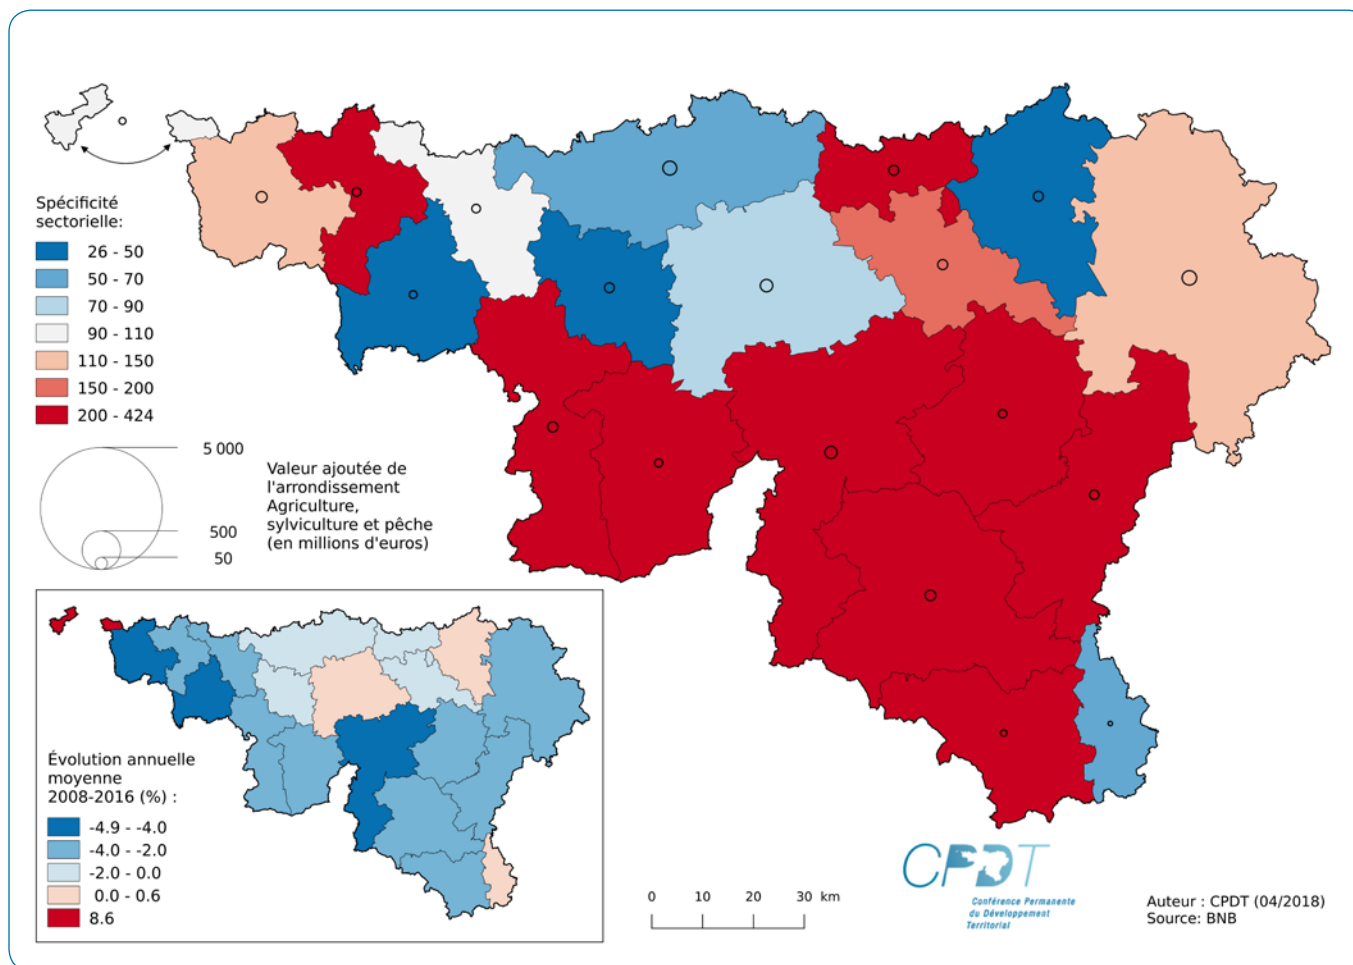 Spécificité
sectorielle:
26 - 50
50 - 70
70 - 90
90 - 110
110 - 150
150 - 200
200 - 424
5 000
500
50
Valeur ajoutée de
l'arrondissement
Agriculture,
sylviculture et pêche
(en millions d'euros)
Évolution annuelle
moyenne
2008-2016 (%) :
-4.9 - -4.0
-4.0 - -2.0
-2.0 - 0.0
0.0 - 0.6
8.6
0 10 20 30 km
CPDT
Conférence Permanente
du Développement
Territorial
Auteur : CPDT (04/2018)
Source: BNB